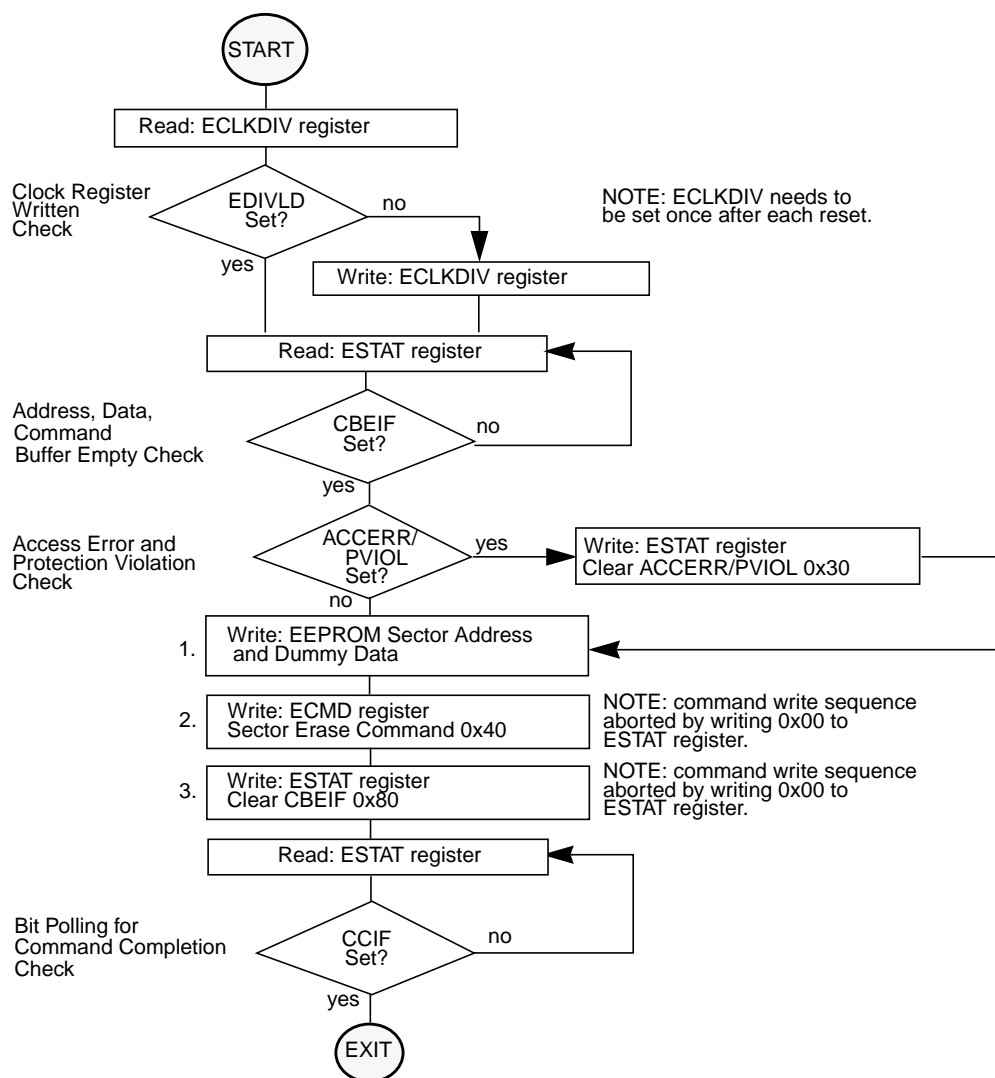 START
Read: ECLKDIV register
Clock Register
Written
Check
EDIVLD
Set?
no
yes
NOTE: ECLKDIV needs to
be set once after each reset.
Write: ECLKDIV register
Read: ESTAT register
Address, Data,
Command
Buffer Empty Check
CBEIF
Set?
no
yes
Access Error and
Protection Violation
Check
ACCERR/
PVIOL
Set?
yes
no
Write: ESTAT register
Clear ACCERR/PVIOL 0x30
1.
Write: EEPROM Sector Address
and Dummy Data
2.
Write: ECMD register
Sector Erase Command 0x40
NOTE: command write sequence
aborted by writing 0x00 to
ESTAT register.
3.
Write: ESTAT register
Clear CBEIF 0x80
NOTE: command write sequence
aborted by writing 0x00 to
ESTAT register.
Read: ESTAT register
Bit Polling for
Command Completion
Check
CCIF
Set?
no
yes
EXIT